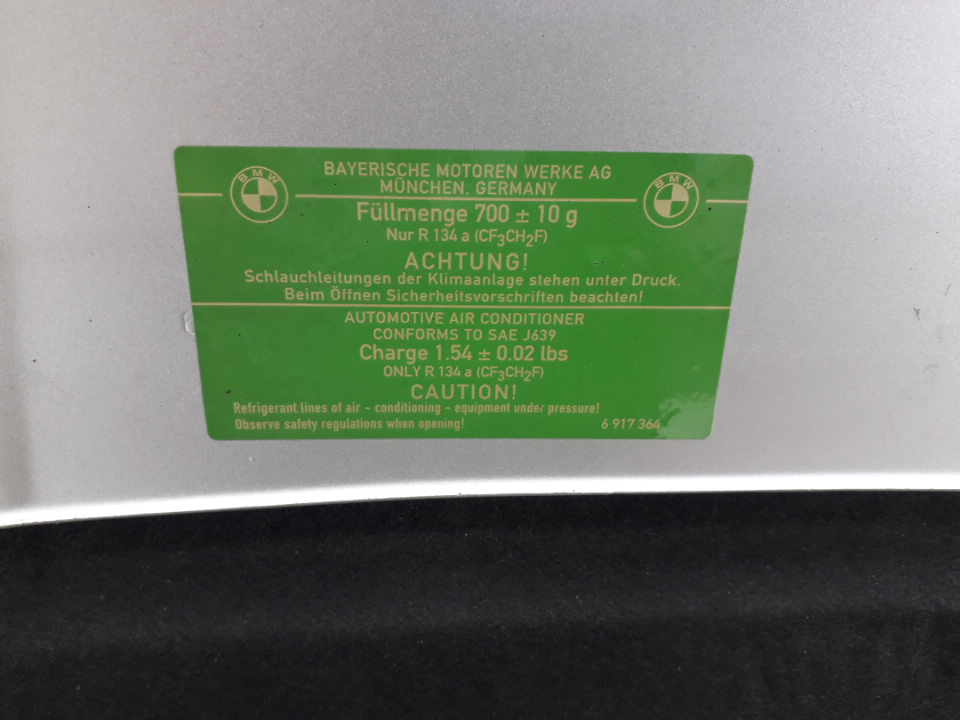 BAYERISCHE MOTOREN WERKE AG
MÜNCHEN. GERMANY
BMW
BMW
Füllmenge 700 ± 10 g
Nur R 134 a (CF₃CH₂F)
ACHTUNG!
Schlauchleitungen der Klimaanlage stehen unter Druck.
Beim Öffnen Sicherheitsvorschriften beachten!
AUTOMOTIVE AIR CONDITIONER
CONFORMS TO SAE J639
Charge 1.54 ± 0.02 lbs
ONLY R 134 a (CF₃CH₂F)
CAUTION!
Refrigerant lines of air - conditioning - equipment under pressure!
Observe safety regulations when opening!
6 917 364